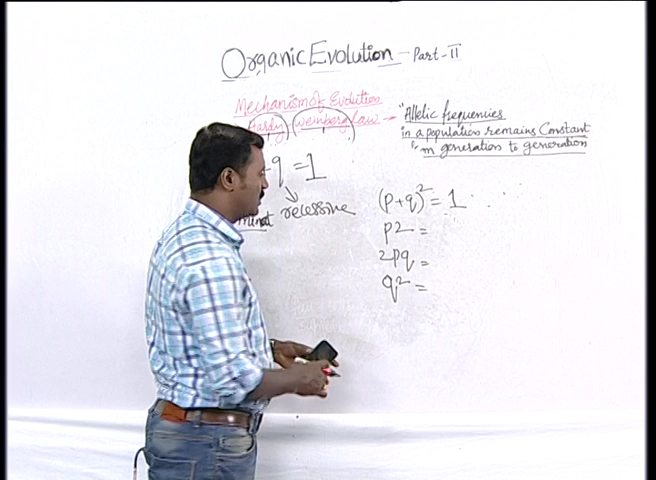 Organic Evolution - Part-II
Mechanism of Evolution
Hardy-weinberg Law - "Allelic frequencies
in a population remains Constant
from generation to generation
q = 1
recessive
(p+q)² = 1
p2 =
2pq =
q² =